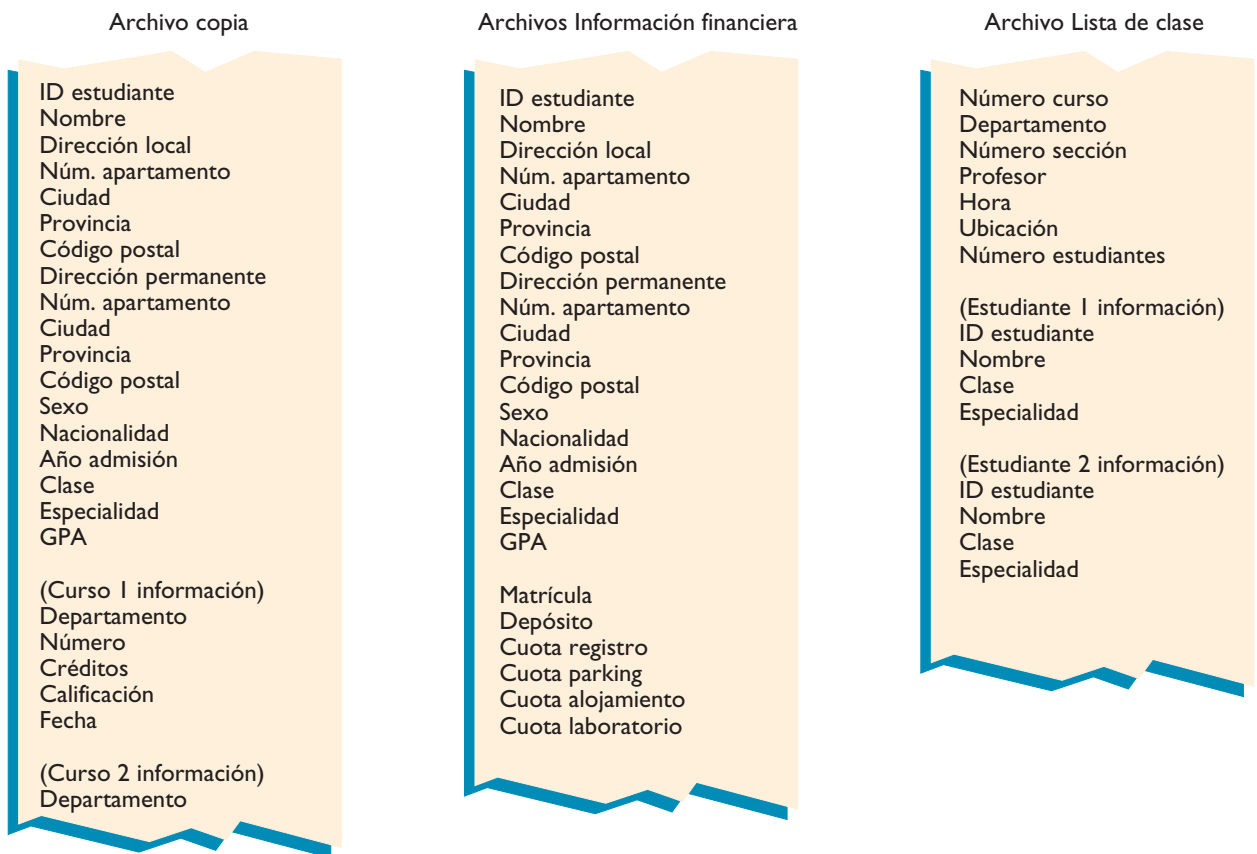 Archivo copia
ID estudiante
Nombre
Dirección local
Núm. apartamento
Ciudad
Provincia
Código postal
Dirección permanente
Núm. apartamento
Ciudad
Provincia
Código postal
Sexo
Nacionalidad
Año admisión
Clase
Especialidad
GPA
(Curso 1 información)
Departamento
Número
Créditos
Calificación
Fecha
(Curso 2 información)
Departamento
Archivos Información financiera
ID estudiante
Nombre
Dirección local
Núm. apartamento
Ciudad
Provincia
Código postal
Dirección permanente
Núm. apartamento
Ciudad
Provincia
Código postal
Sexo
Nacionalidad
Año admisión
Clase
Especialidad
GPA
Matrícula
Depósito
Cuota registro
Cuota parking
Cuota alojamiento
Cuota laboratorio
Archivo Lista de clase
Número curso
Departamento
Número sección
Profesor
Hora
Ubicación
Número estudiantes
(Estudiante 1 información)
ID estudiante
Nombre
Clase
Especialidad
(Estudiante 2 información)
ID estudiante
Nombre
Clase
Especialidad